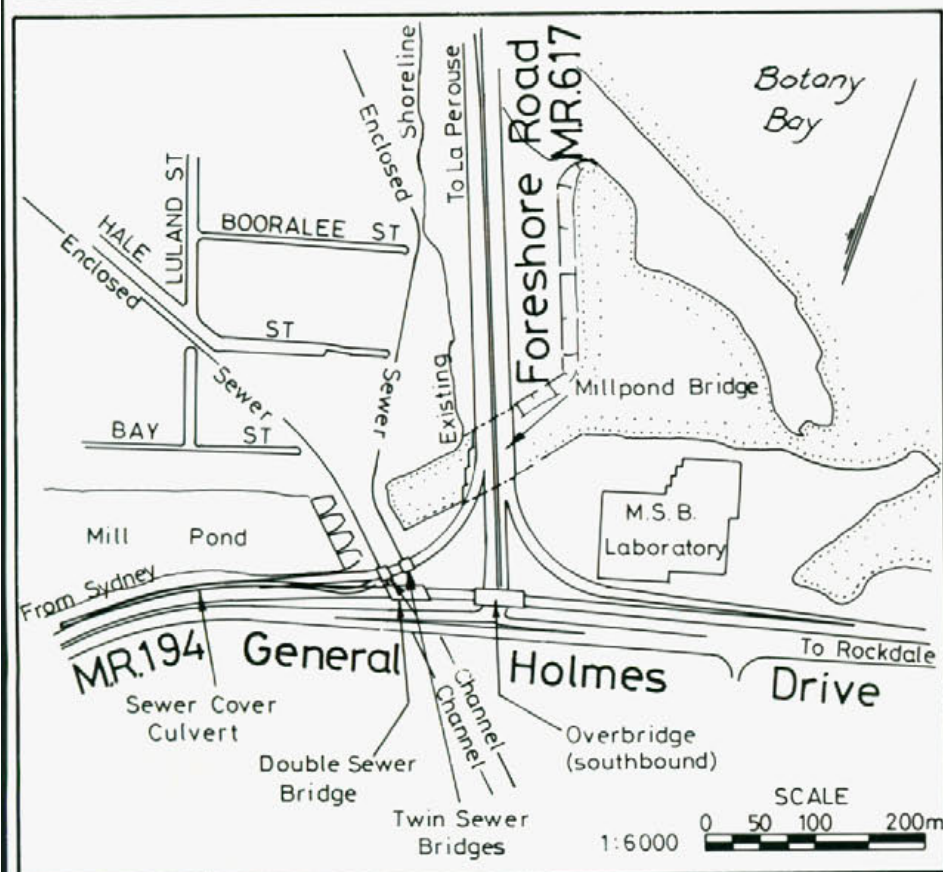 Botany
Bay
Shoreline
Enclosed
To La Perouse
Foreshore Road
M.R.617
LULAND ST
BOORALEE ST
HALE
Enclosed
ST
Sewer
Sewer
Existing
Millpond Bridge
BAY ST
M.S.B.
Laboratory
Mill Pond
From Sydney
M.R.194 General Holmes Drive
To Rockdale
Sewer Cover
Culvert
Channel
Channel
Double Sewer
Bridge
Overbridge
(southbound)
Twin Sewer
Bridges
SCALE
1:6000
0 50 100 200m